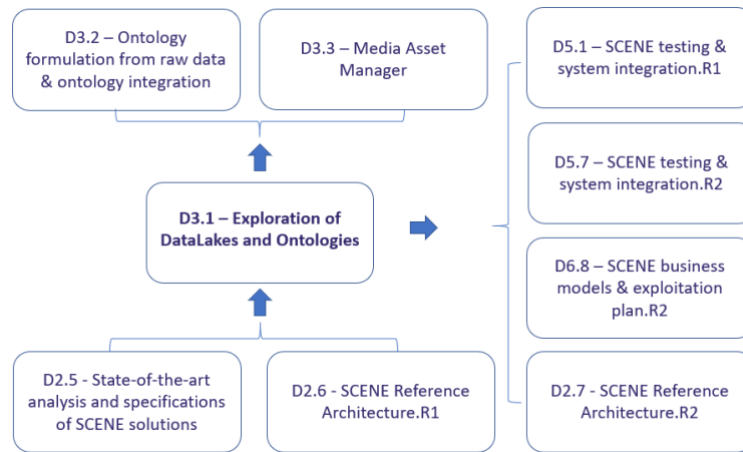 D3.2 – Ontology
formulation from raw data
& ontology integration
D3.3 – Media Asset
Manager
D5.1 – SCENE testing &
system integration.R1
D5.7 – SCENE testing &
system integration.R2
D3.1 – Exploration of
DataLakes and Ontologies
D6.8 – SCENE business
models & exploitation
plan.R2
D2.5 - State-of-the-art
analysis and specifications
of SCENE solutions
D2.6 - SCENE Reference
Architecture.R1
D2.7 - SCENE Reference
Architecture.R2